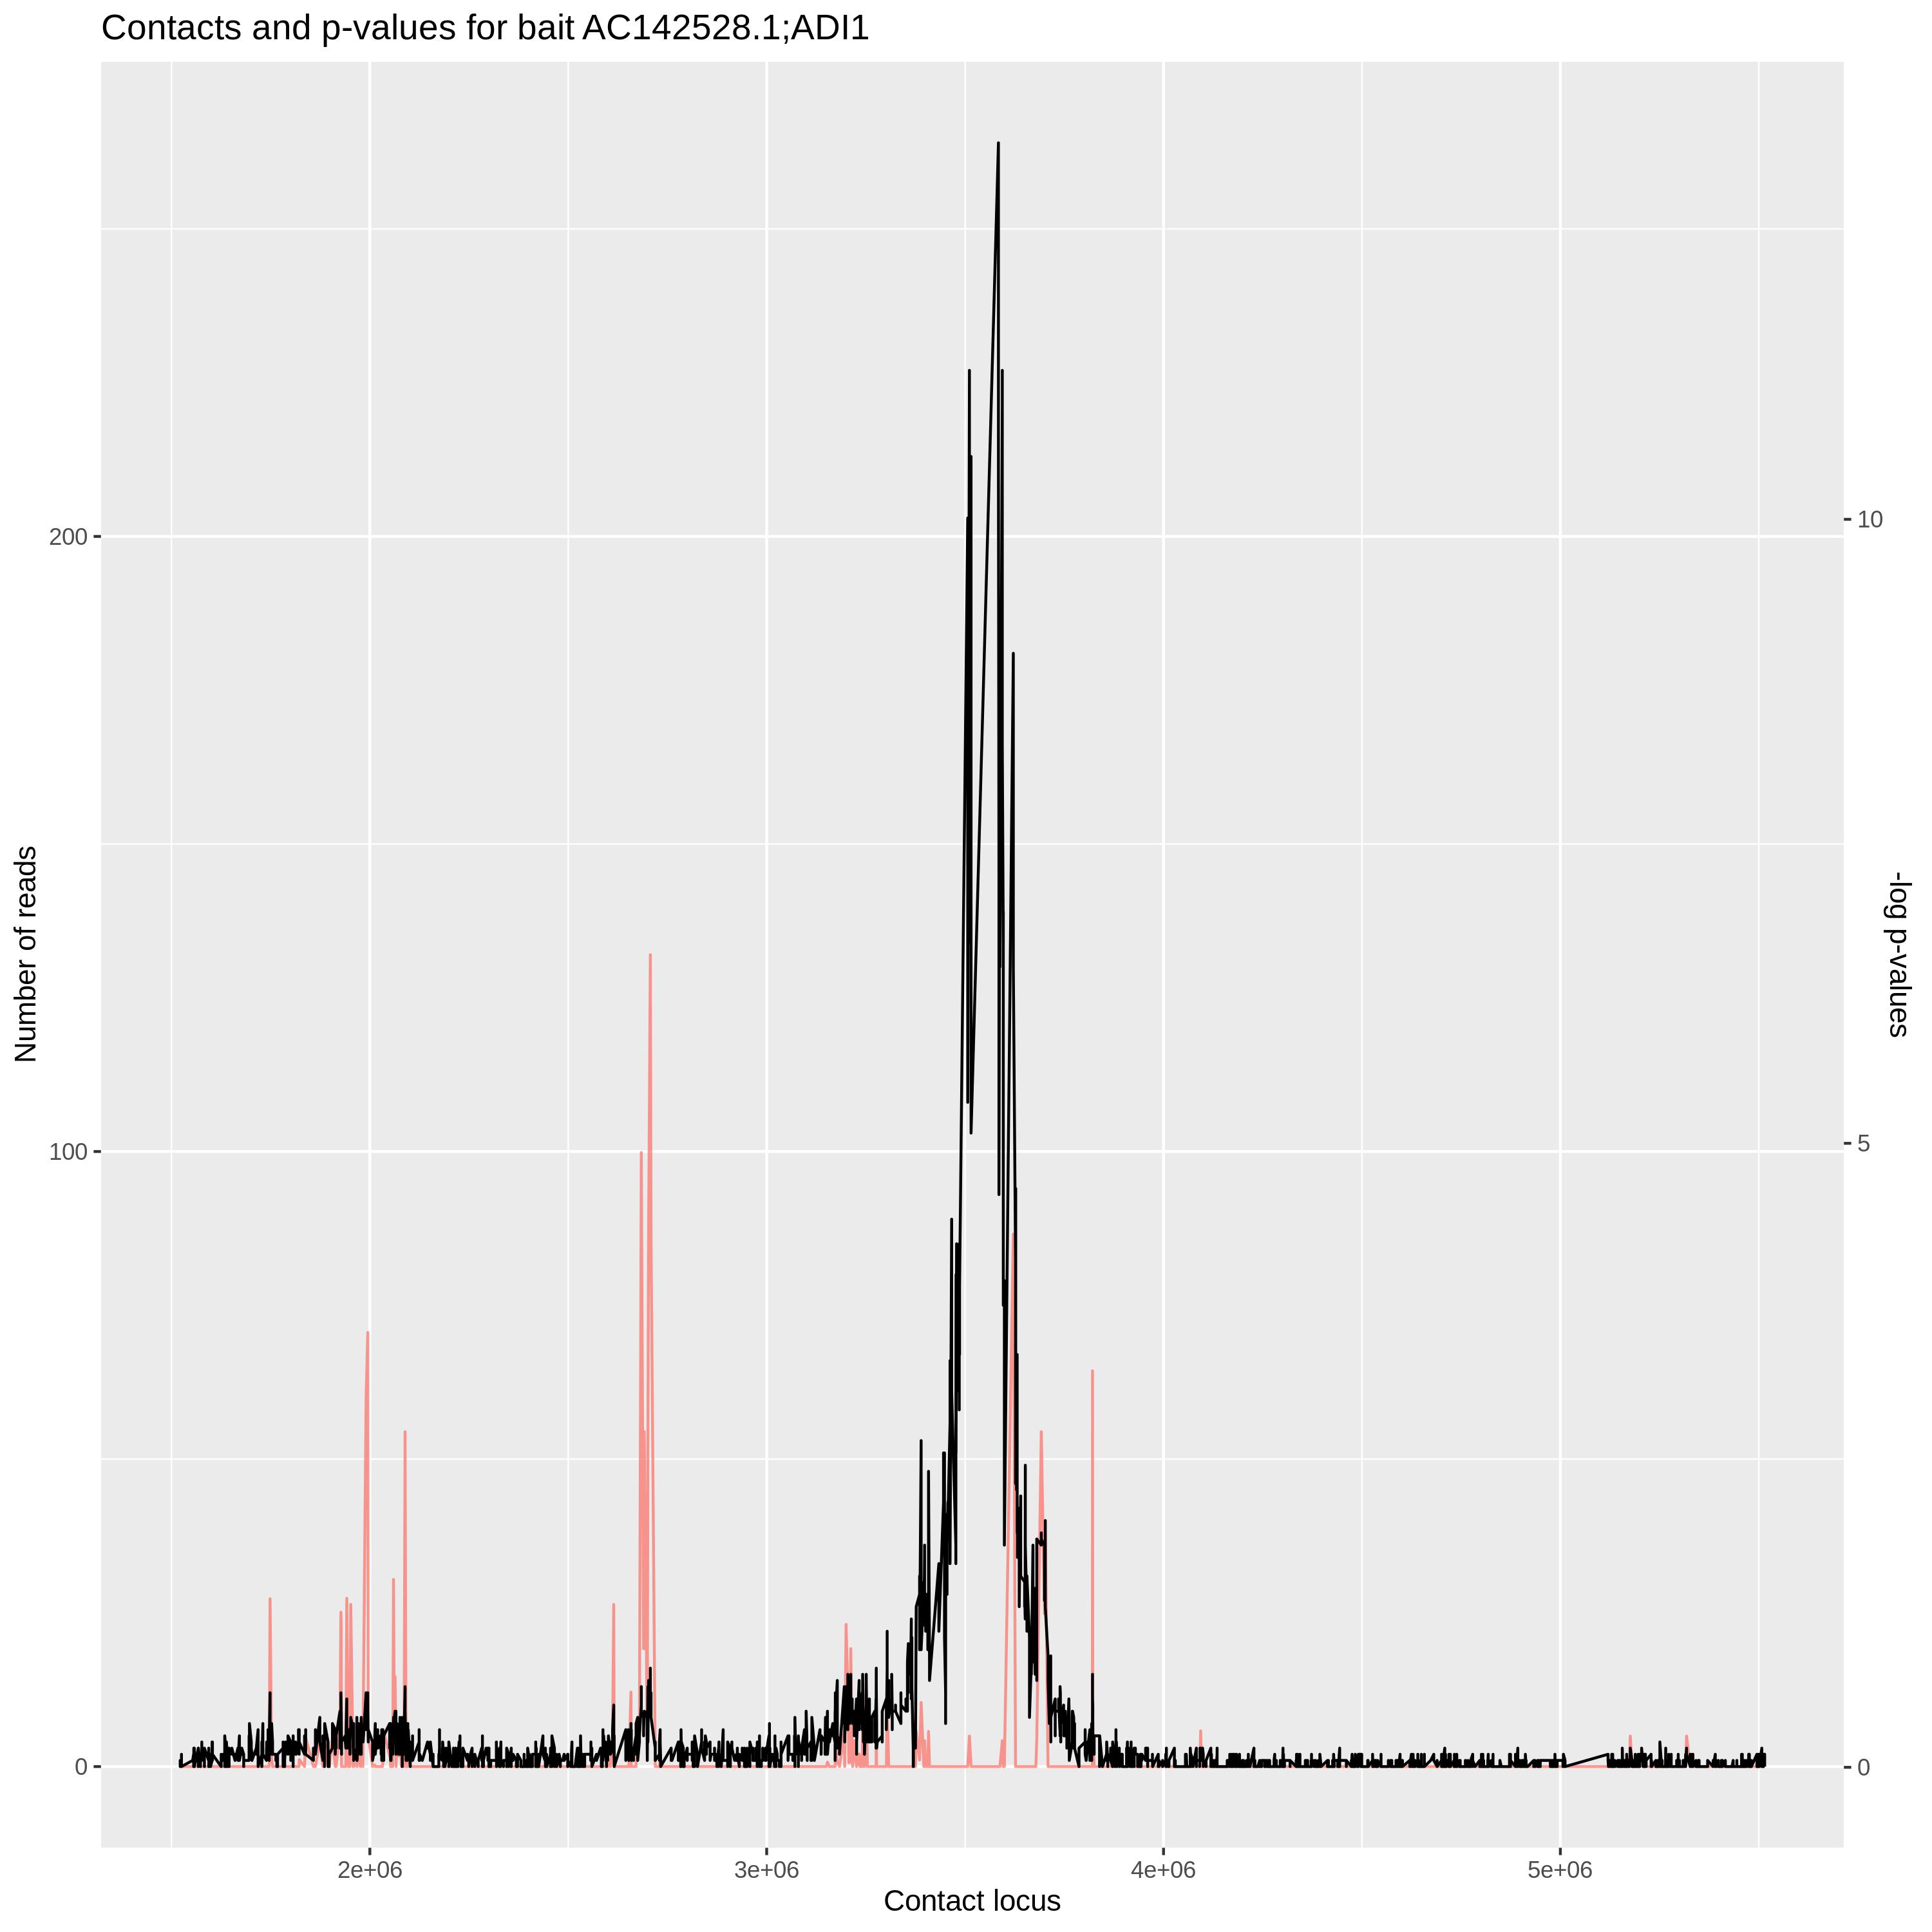 Contacts and p-values for bait AC142528.1;ADI1
Number of reads
200
100
0
10
5
0
-log p-values
2e+06
3e+06
4e+06
5e+06
Contact locus